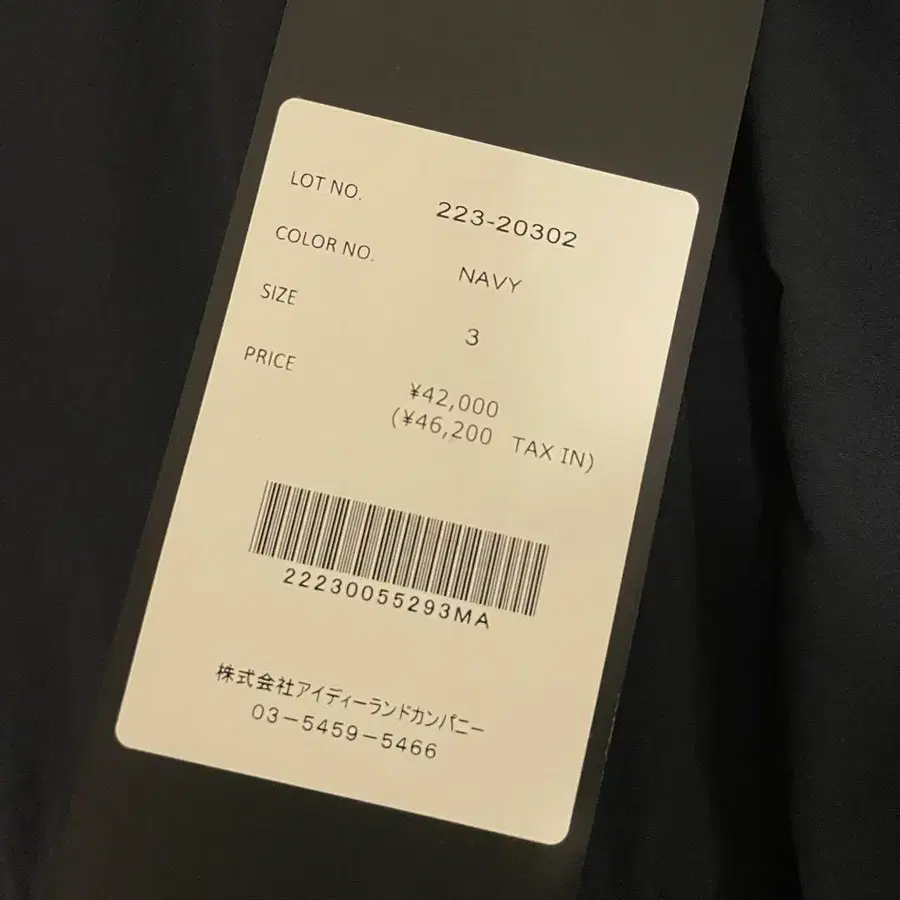 LOT NO. 223-20302
COLOR NO. NAVY
SIZE 3
PRICE
¥42,000
(¥46,200 TAX IN)
22230055293MA
株式会社アイディーランドカンパニー
03-5459-5466